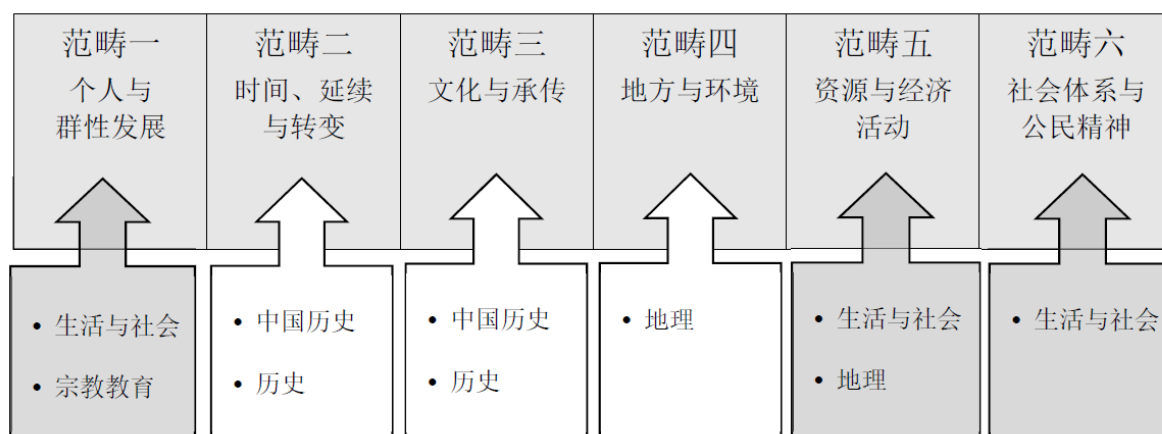 范畴一
个人与
群性发展
范畴二
时间、延续
与转变
范畴三
文化与承传
范畴四
地方与环境
范畴五
资源与经济
活动
范畴六
社会体系与
公民精神
• 生活与社会
• 宗教教育
• 中国历史
• 历史
• 中国历史
• 历史
• 地理
• 生活与社会
• 地理
• 生活与社会